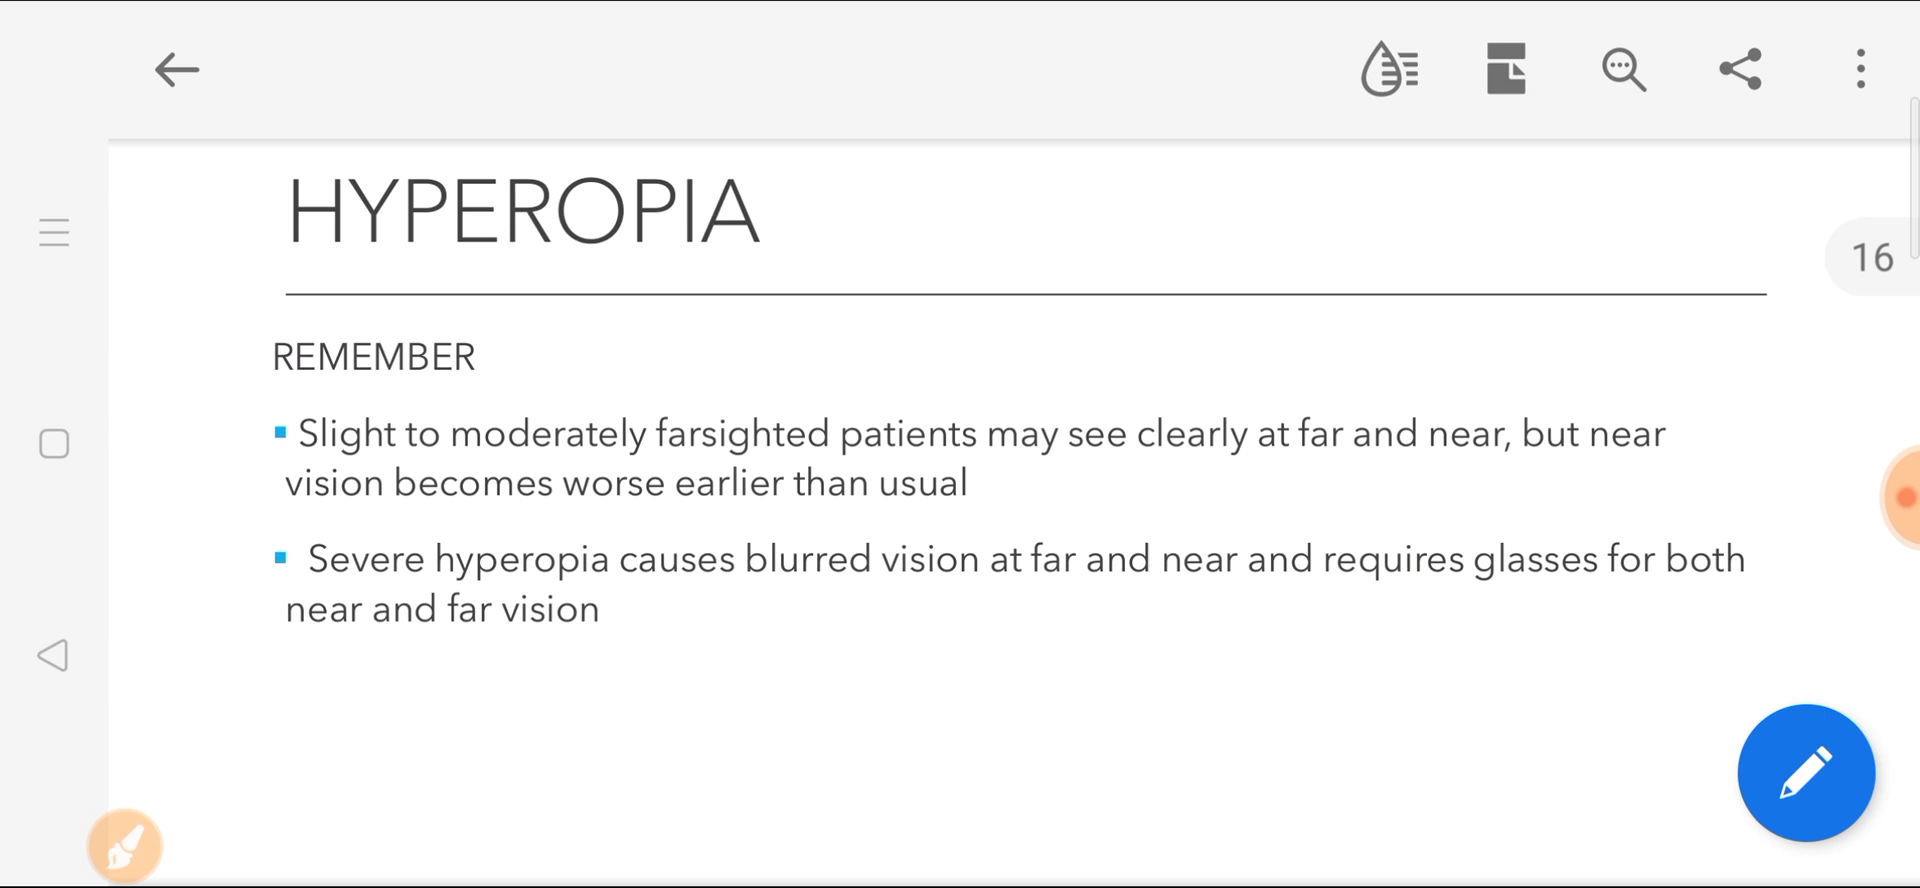 HYPEROPIA
16
REMEMBER
▪ Slight to moderately farsighted patients may see clearly at far and near, but near
vision becomes worse earlier than usual
▪ Severe hyperopia causes blurred vision at far and near and requires glasses for both
near and far vision